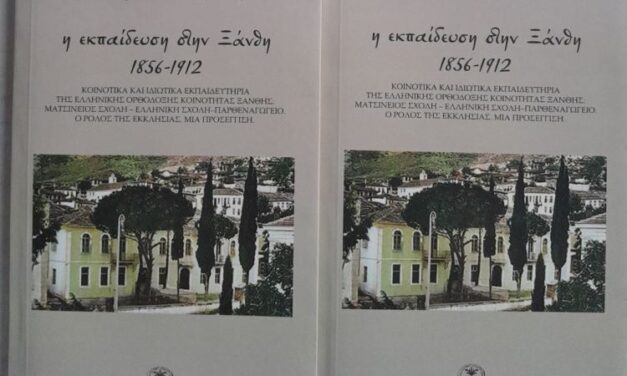 η εκπαίδευση στην Ξάνθη
1856-1912
ΚΟΙΝΟΤΙΚΑ ΚΑΙ ΙΔΙΩΤΙΚΑ ΕΚΠΑΙΔΕΥΤΗΡΙΑ
ΤΗΣ ΕΛΛΗΝΙΚΗΣ ΟΡΘΟΔΟΞΗΣ ΚΟΙΝΟΤΗΤΑΣ ΞΑΝΘΗΣ:
ΜΑΤΣΙΝΕΙΟΣ ΣΧΟΛΗ – ΕΛΛΗΝΙΚΗ ΣΧΟΛΗ–ΠΑΡΘΕΝΑΓΩΓΕΙΟ.
Ο ΡΟΛΟΣ ΤΗΣ ΕΚΚΛΗΣΙΑΣ. ΜΙΑ ΠΡΟΣΕΓΓΙΣΗ.
η εκπαίδευση στην Ξάνθη
1856-1912
ΚΟΙΝΟΤΙΚΑ ΚΑΙ ΙΔΙΩΤΙΚΑ ΕΚΠΑΙΔΕΥΤΗΡΙΑ
ΤΗΣ ΕΛΛΗΝΙΚΗΣ ΟΡΘΟΔΟΞΗΣ ΚΟΙΝΟΤΗΤΑΣ ΞΑΝΘΗΣ:
ΜΑΤΣΙΝΕΙΟΣ ΣΧΟΛΗ – ΕΛΛΗΝΙΚΗ ΣΧΟΛΗ–ΠΑΡΘΕΝΑΓΩΓΕΙΟ.
Ο ΡΟΛΟΣ ΤΗΣ ΕΚΚΛΗΣΙΑΣ. ΜΙΑ ΠΡΟΣΕΓΓΙΣΗ.